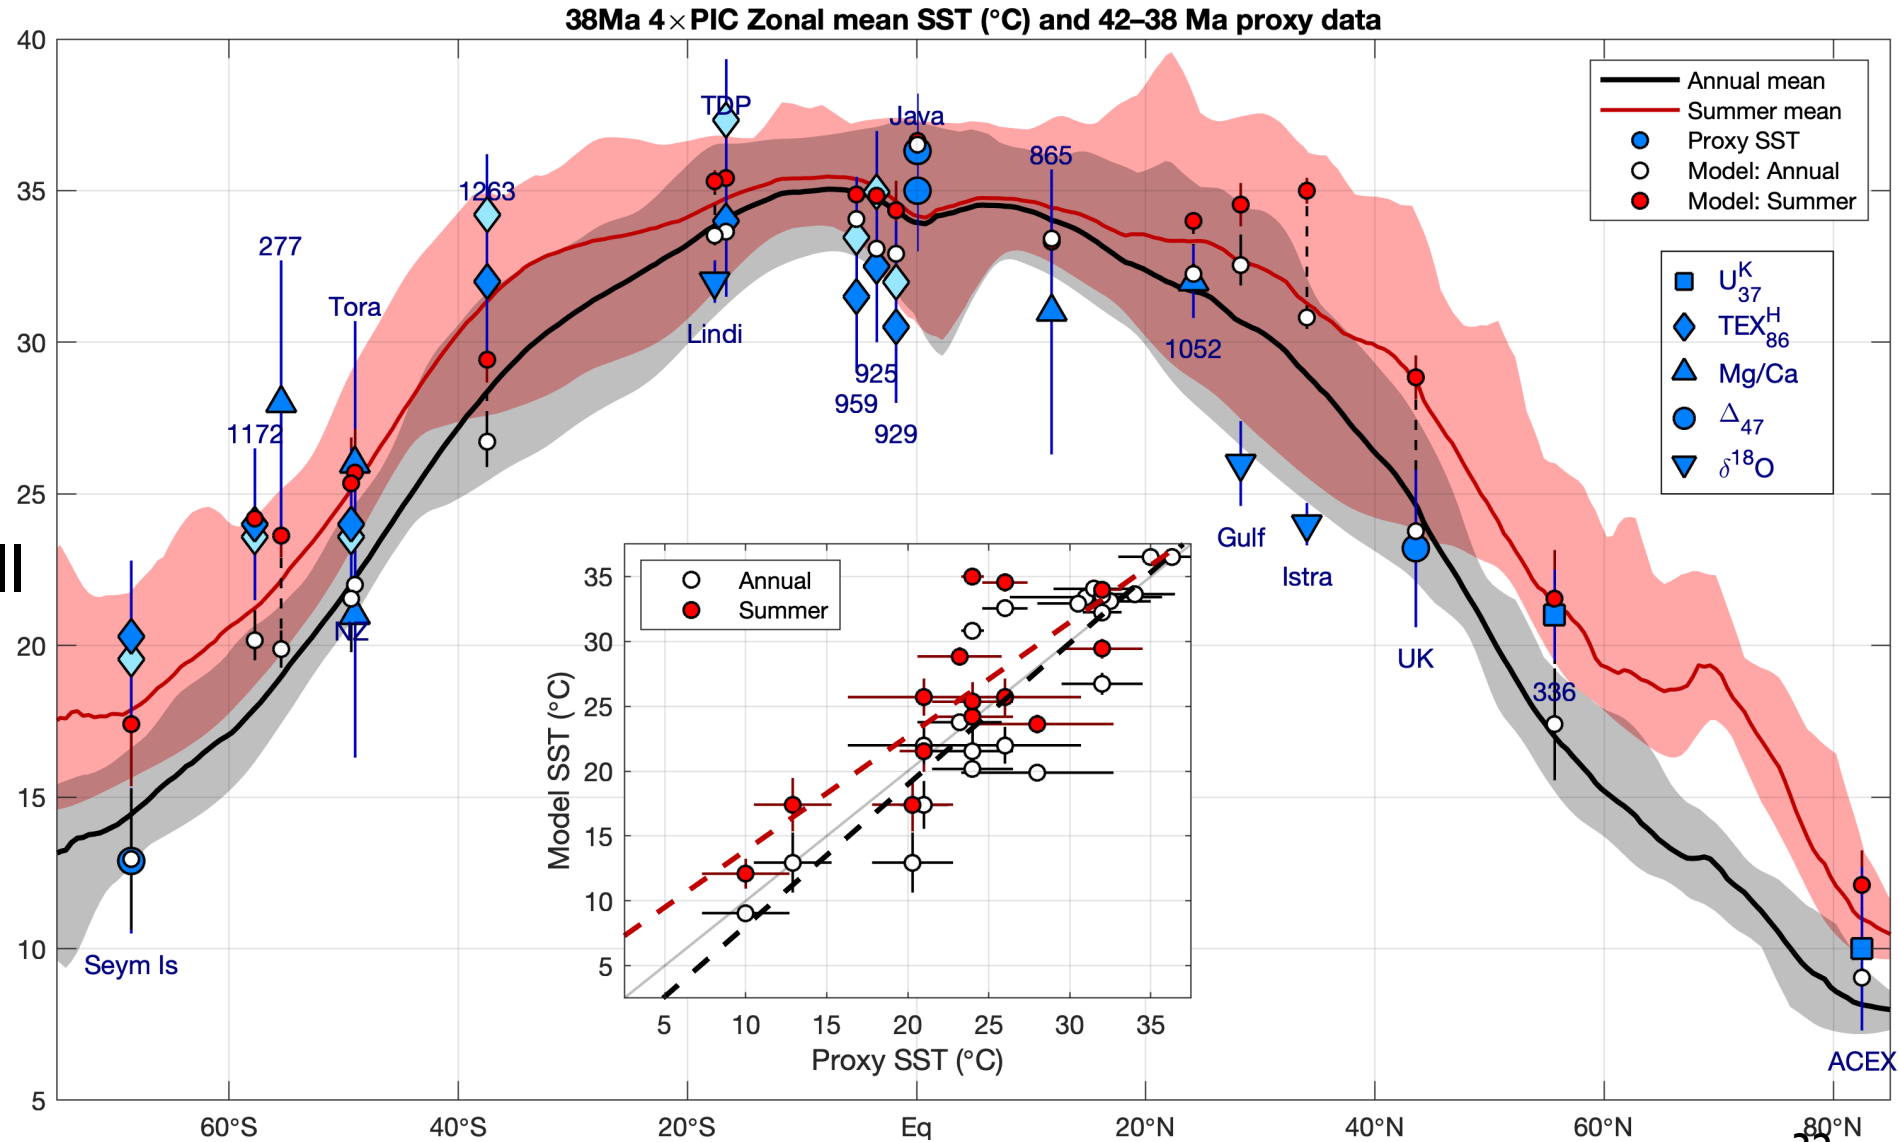 38Ma 4×PIC Zonal mean SST (°C) and 42–38 Ma proxy data
40
35
30
25
20
15
10
5
60°S
40°S
20°S
Eq
20°N
40°N
60°N
80°N
Annual mean
Summer mean
Proxy SST
Model: Annual
Model: Summer
U^K_37
TEX^H_86
Mg/Ca
Δ_47
δ^18O
Seym Is
1172
277
Tora
NZ
1263
TDP
Lindi
Java
925
959
929
865
1052
Gulf
Istra
UK
336
ACEX
Annual
Summer
Model SST (°C)
35
30
25
20
15
10
5
5
10
15
20
25
30
35
Proxy SST (°C)